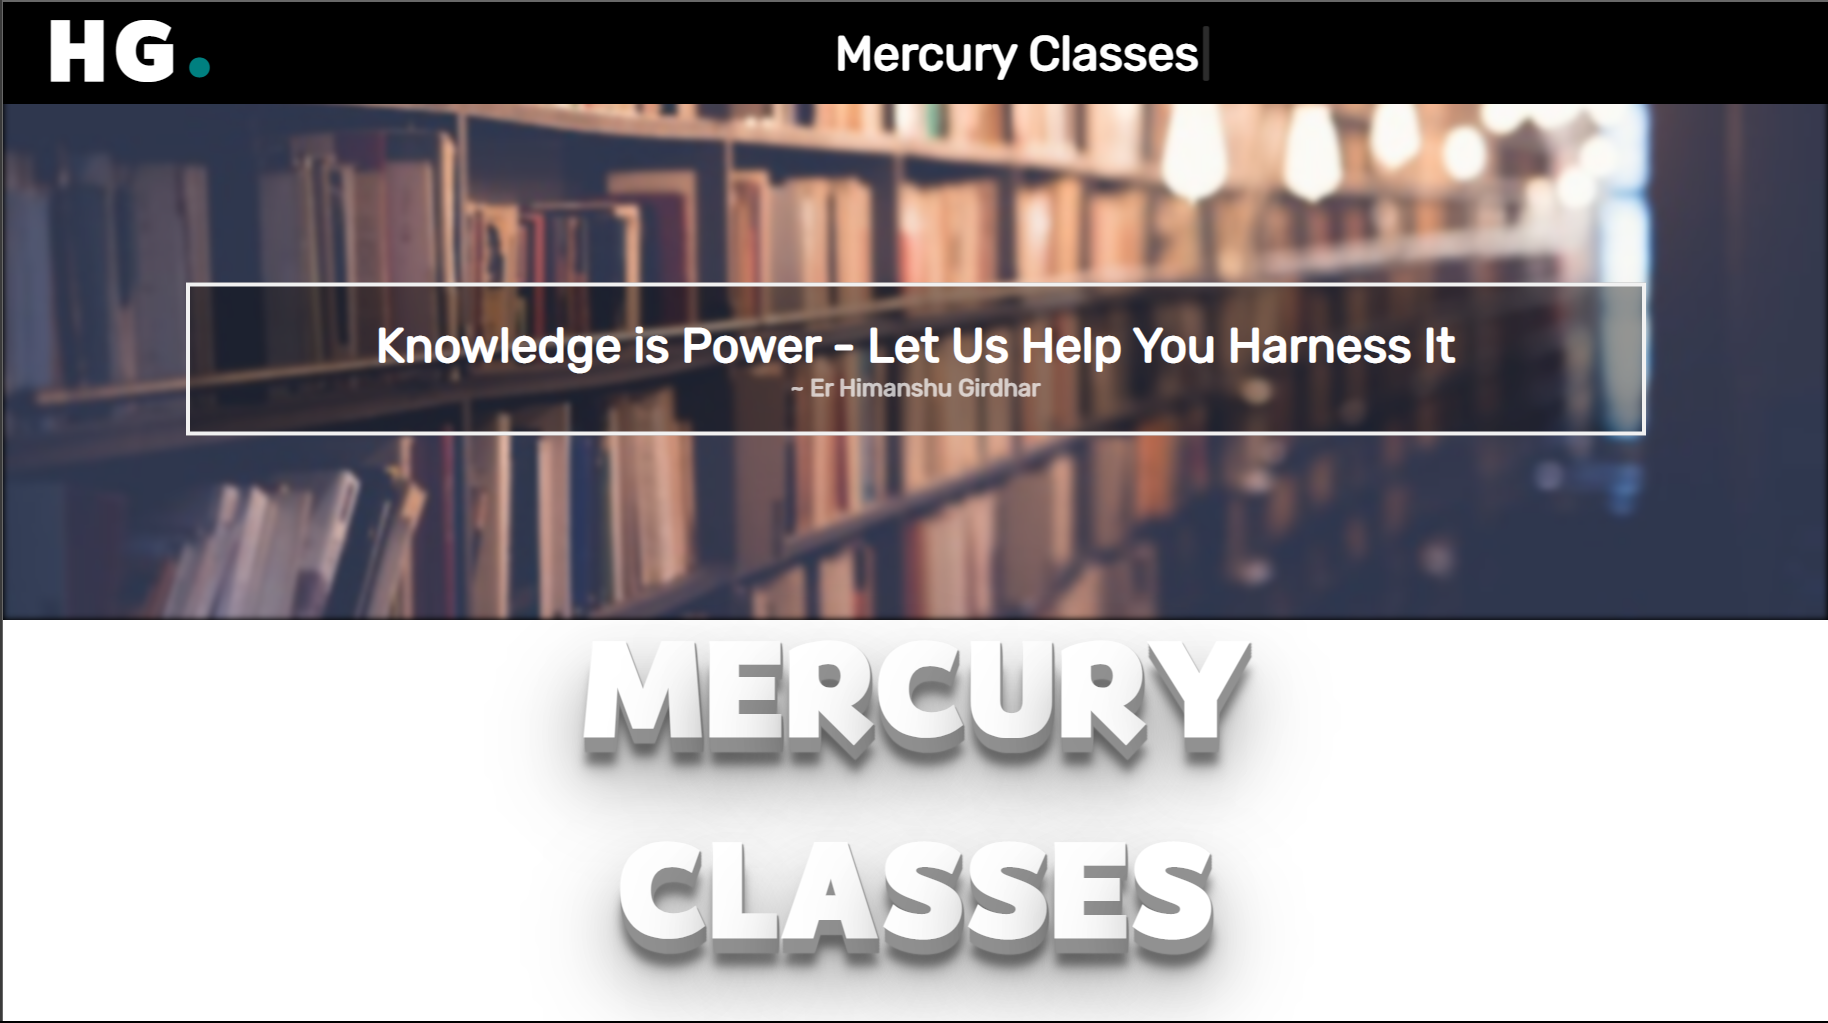 HG.
Mercury Classes
Knowledge is Power - Let Us Help You Harness It
~ Er Himanshu Girdhar
MERCURY
CLASSES